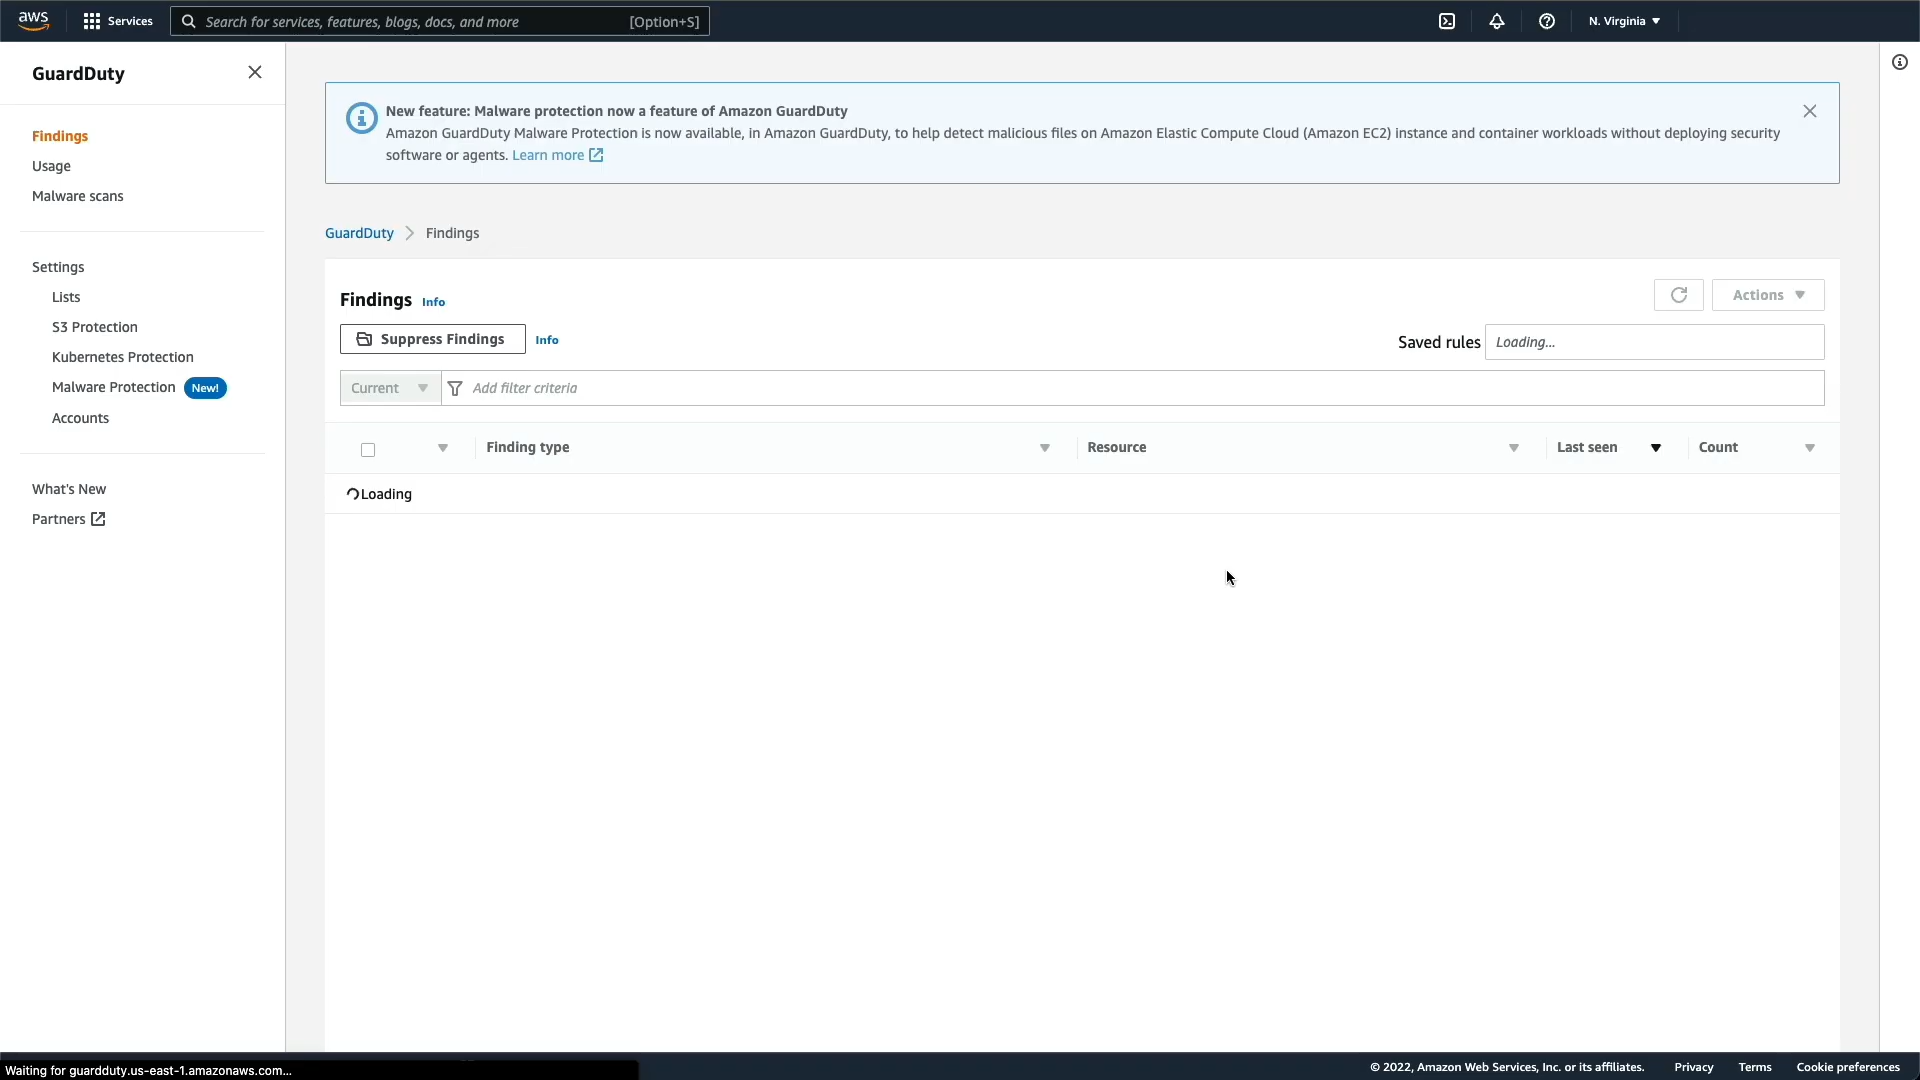 aws
Services
Search for services, features, blogs, docs, and more
[Option+S]
N. Virginia
GuardDuty
Findings
Usage
Malware scans
Settings
Lists
S3 Protection
Kubernetes Protection
Malware Protection New!
Accounts
What's New
Partners
New feature: Malware protection now a feature of Amazon GuardDuty
Amazon GuardDuty Malware Protection is now available, in Amazon GuardDuty, to help detect malicious files on Amazon Elastic Compute Cloud (Amazon EC2) instance and container workloads without deploying security
software or agents. Learn more
GuardDuty Findings
Findings Info
Actions
Suppress Findings Info
Saved rules Loading...
Current Add filter criteria
Finding type Resource Last seen Count
Loading
Waiting for guardduty.us-east-1.amazonaws.com...
© 2022, Amazon Web Services, Inc. or its affiliates. Privacy Terms Cookie preferences